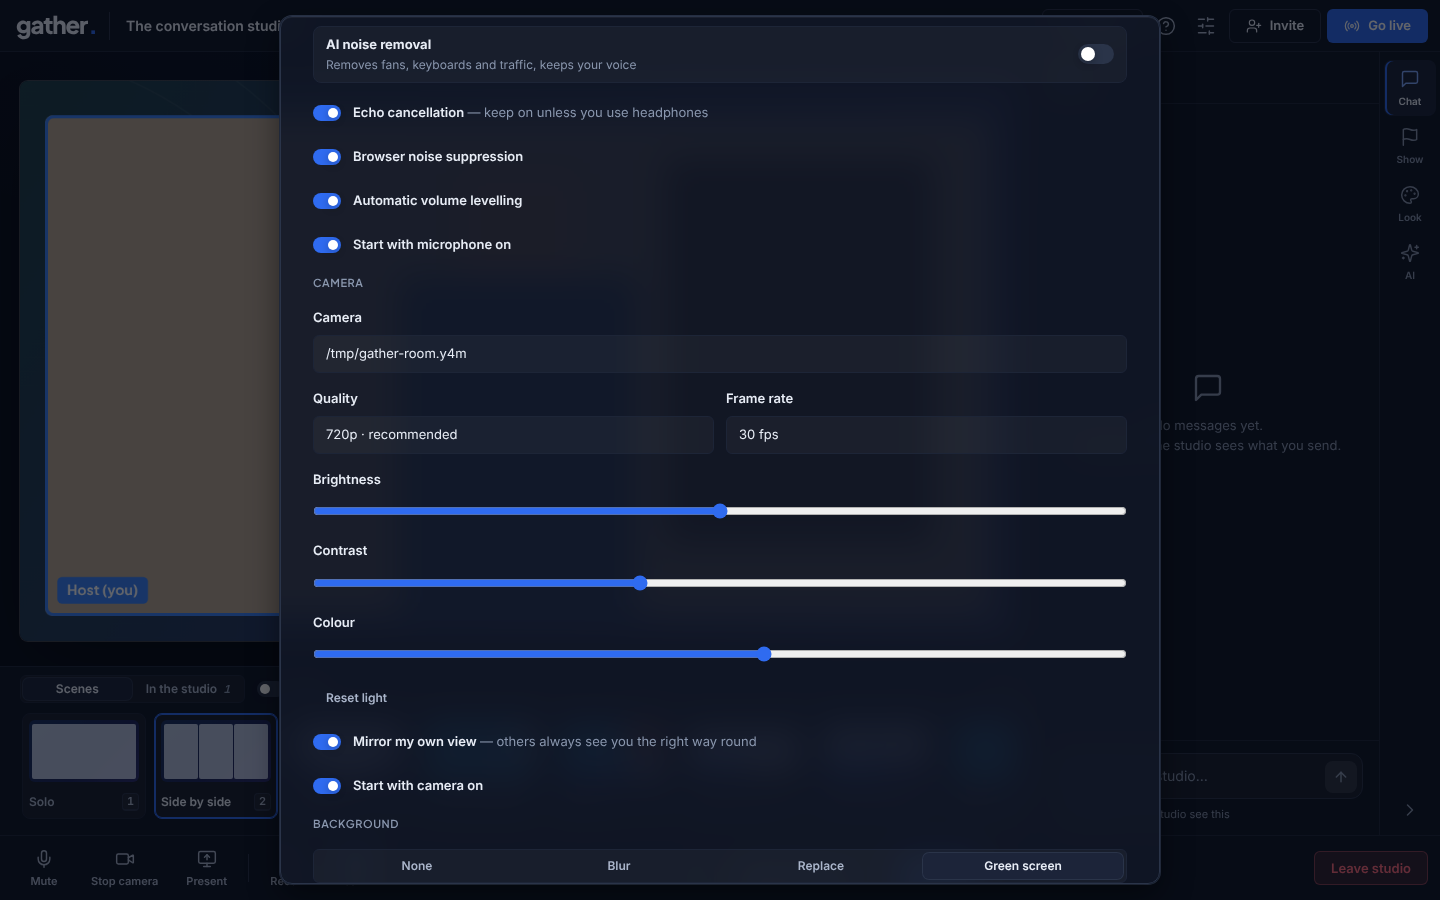 gather.
The conversation studi
Invite
Go live
AI noise removal
Removes fans, keyboards and traffic, keeps your voice
Echo cancellation — keep on unless you use headphones
Browser noise suppression
Automatic volume levelling
Start with microphone on
CAMERA
Camera
/tmp/gather-room.y4m
Quality
Frame rate
720p · recommended
30 fps
Brightness
Contrast
Colour
Reset light
Mirror my own view — others always see you the right way round
Start with camera on
BACKGROUND
None
Blur
Replace
Green screen
Host (you)
Scenes
In the studio 1
Solo
1
Side by side
2
Mute
Stop camera
Present
Chat
Show
Look
AI
messages yet.
studio sees what you send.
studio...
studio see this
Leave studio